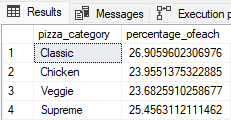 Results Messages Execution p
pizza_category percentage_ofeach
1 Classic 26.9059602306976
2 Chicken 23.9551375322885
3 Veggie 23.6825910258677
4 Supreme 25.4563112111462